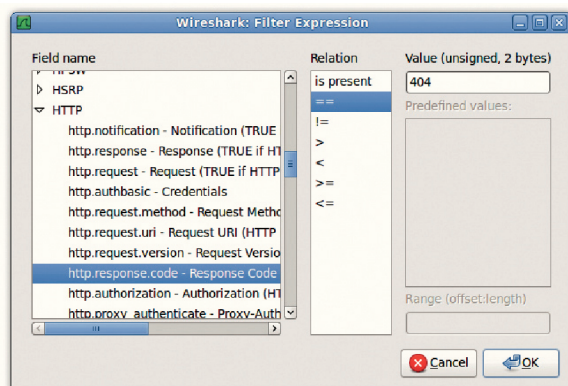 Wireshark: Filter Expression
Field name
HSRP
HTTP
http.notification - Notification (TRUE
http.response - Response (TRUE if HT
http.request - Request (TRUE if HTTP
http.authbasic - Credentials
http.request.method - Request Metho
http.request.uri - Request URI (HTTP
http.request.version - Request Versio
http.response.code - Response Code
http.authorization - Authorization (HT
http.proxy_authenticate - Proxy-Auth
Relation
is present
==
!=
>
<
>=
<=
Value (unsigned, 2 bytes)
404
Predefined values:
Range (offset:length)
Cancel
OK